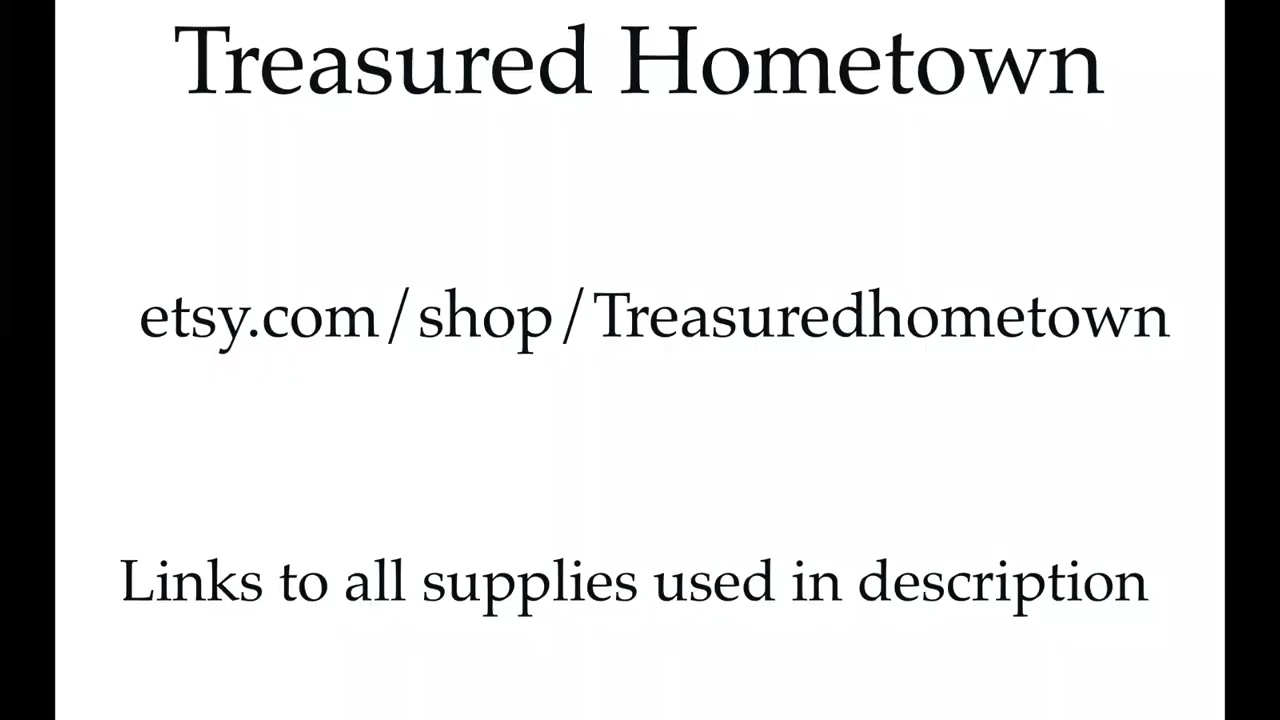 Treasured Hometown
etsy.com/shop/Treasuredhometown
Links to all supplies used in description